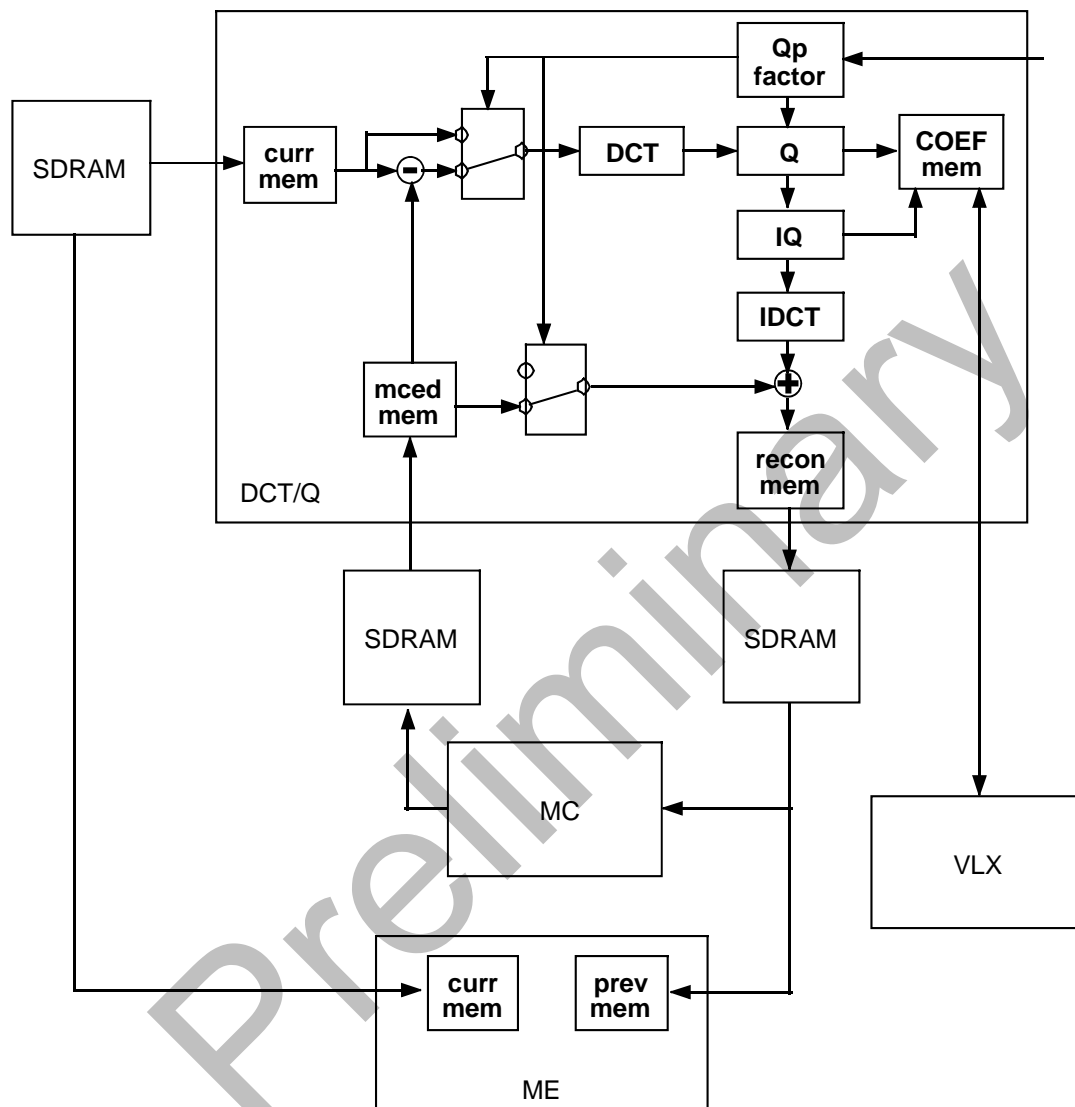 Qp
factor
SDRAM
curr
mem
-
DCT
Q
COEF
mem
IQ
IDCT
mced
mem
+
recon
mem
DCT/Q
SDRAM
SDRAM
MC
VLX
curr
mem
prev
mem
ME
Preliminary